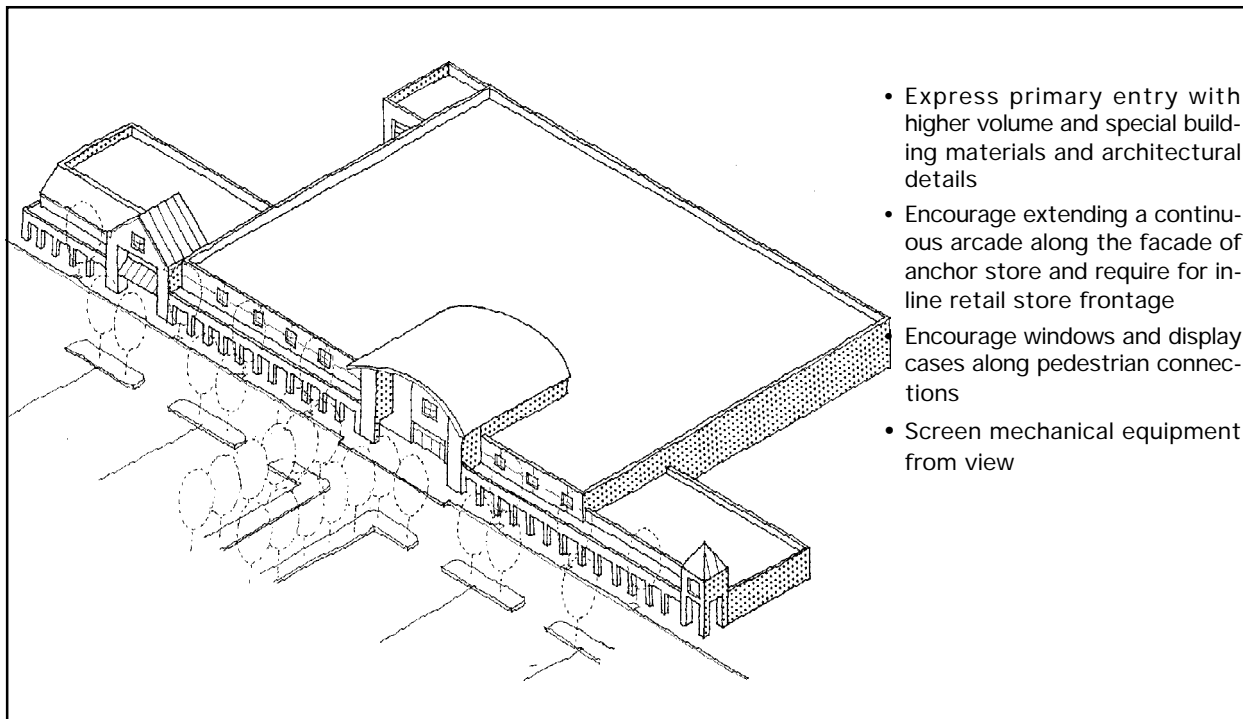 • Express primary entry with
higher volume and special build-
ing materials and architectural
details
• Encourage extending a continu-
ous arcade along the facade of
anchor store and require for in-
line retail store frontage
• Encourage windows and display
cases along pedestrian connec-
tions
• Screen mechanical equipment
from view